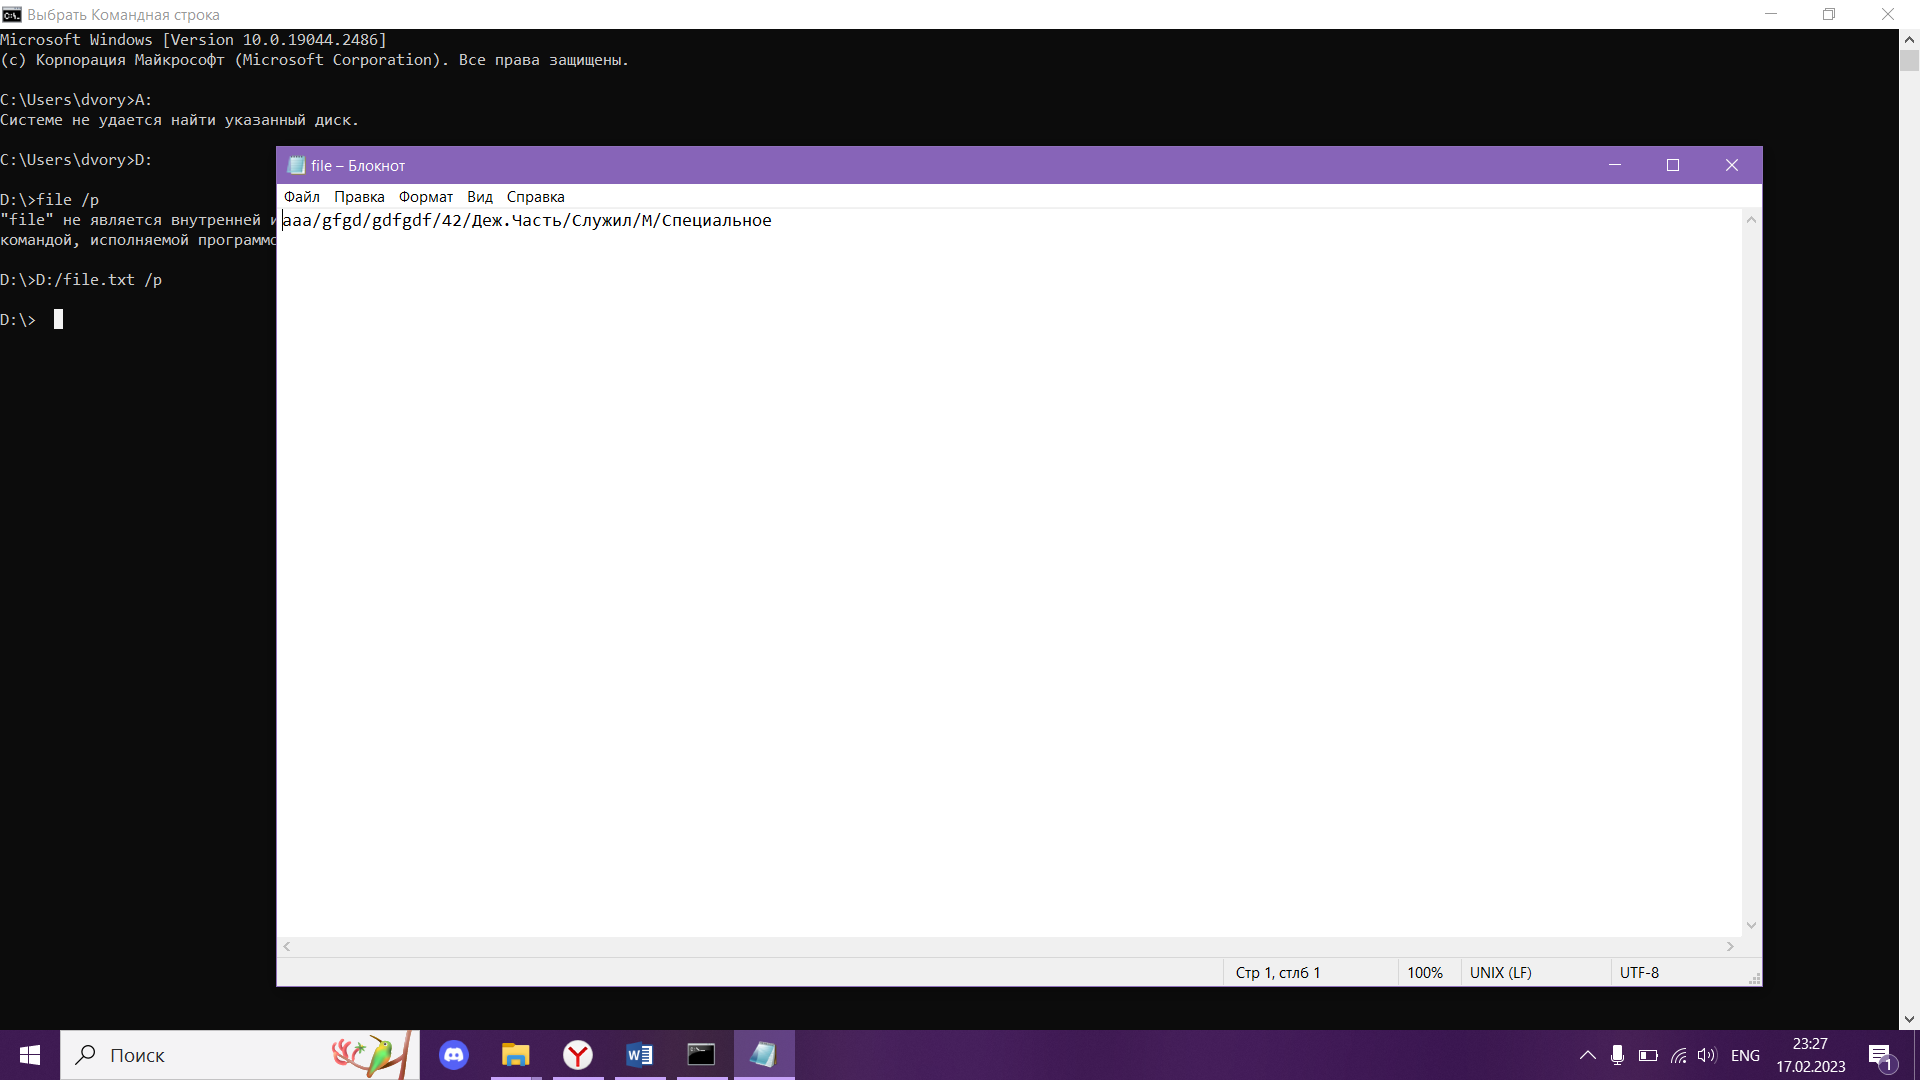 Выбрать Командная строка
Microsoft Windows [Version 10.0.19044.2486]
(c) Корпорация Майкрософт (Microsoft Corporation). Все права защищены.
C:\Users\dvory>A:
Системе не удается найти указанный диск.
C:\Users\dvory>D:
D:\>file /p
"file" не является внутренней и
командой, исполняемой программо
D:\>D:/file.txt /p
D:\>
file – Блокнот
Файл Правка Формат Вид Справка
aaa/gfgd/gdfgdf/42/Деж.Часть/Служил/М/Специальное
Стр 1, стлб 1 100% UNIX (LF) UTF-8
Поиск
ENG
23:27
17.02.2023
1